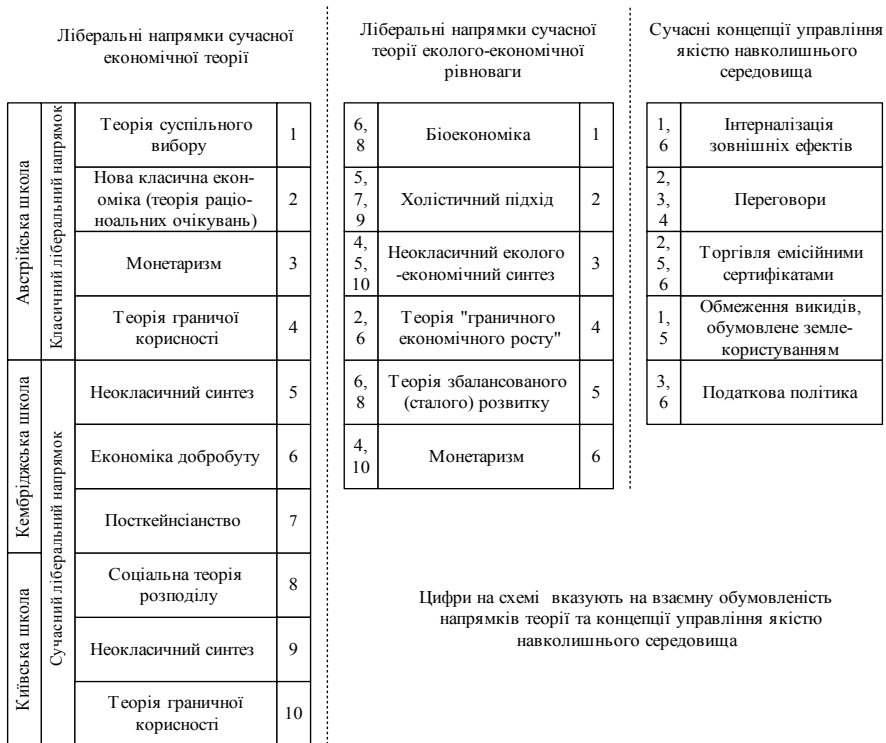 Ліберальні напрямки сучасної
економічної теорії
Австрійська школа
Класичний ліберальний напрямок
Теорія суспільного
вибору
1
Нова класична екон-
оміка (теорія раціо-
ноальних очікувань)
2
Монетаризм
3
Теорія граничої
корисності
4
Кембріджська школа
Сучасний ліберальний напрямок
Неокласичний синтез
5
Економіка добробуту
6
Посткейнсіанство
7
Київська школа
Соціальна теорія
розподілу
8
Неокласичний синтез
9
Теорія граничної
корисності
10
Ліберальні напрямки сучасної
теорії еколого-економічної
рівноваги
6,
8
Біоекономіка
1
5,
7,
9
Холістичний підхід
2
4,
5,
10
Неокласичний еколого
-економічний синтез
3
2,
6
Теорія "граничного
економічного росту"
4
6,
8
Теорія збалансованого
(сталого) розвитку
5
4,
10
Монетаризм
6
Сучасні концепції управління
якістю навколишнього
середовища
1,
6
Інтерналізація
зовнішніх ефектів
2,
3,
4
Переговори
2,
5,
6
Торгівля емісійними
сертифікатами
1,
5
Обмеження викидів,
обумовлене земле-
користуванням
3,
6
Податкова політика
Цифри на схемі вказують на взаємну обумовленість
напрямків теорії та концепції управління якістю
навколишнього середовища